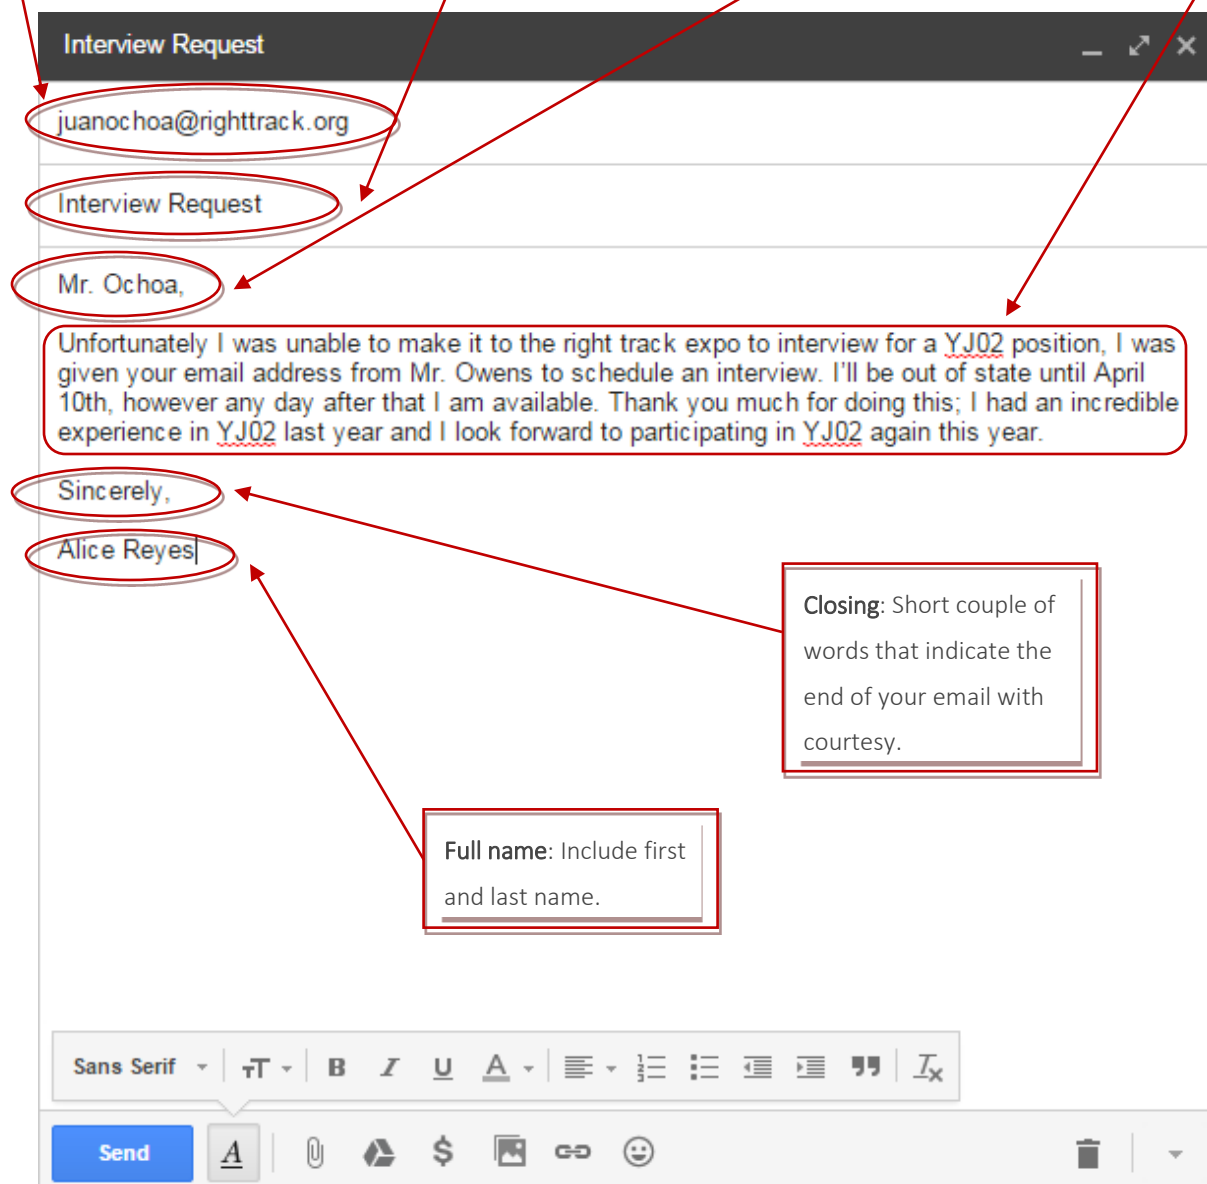 Interview Request
juanochoa@righttrack.org
Interview Request
Mr. Ochoa,
Unfortunately I was unable to make it to the right track expo to interview for a YJ02 position, I was
given your email address from Mr. Owens to schedule an interview. I'll be out of state until April
10th, however any day after that I am available. Thank you much for doing this; I had an incredible
experience in YJ02 last year and I look forward to participating in YJ02 again this year.
Sincerely,
Alice Reyes
Closing: Short couple of
words that indicate the
end of your email with
courtesy.
Full name: Include first
and last name.
Sans Serif
Send